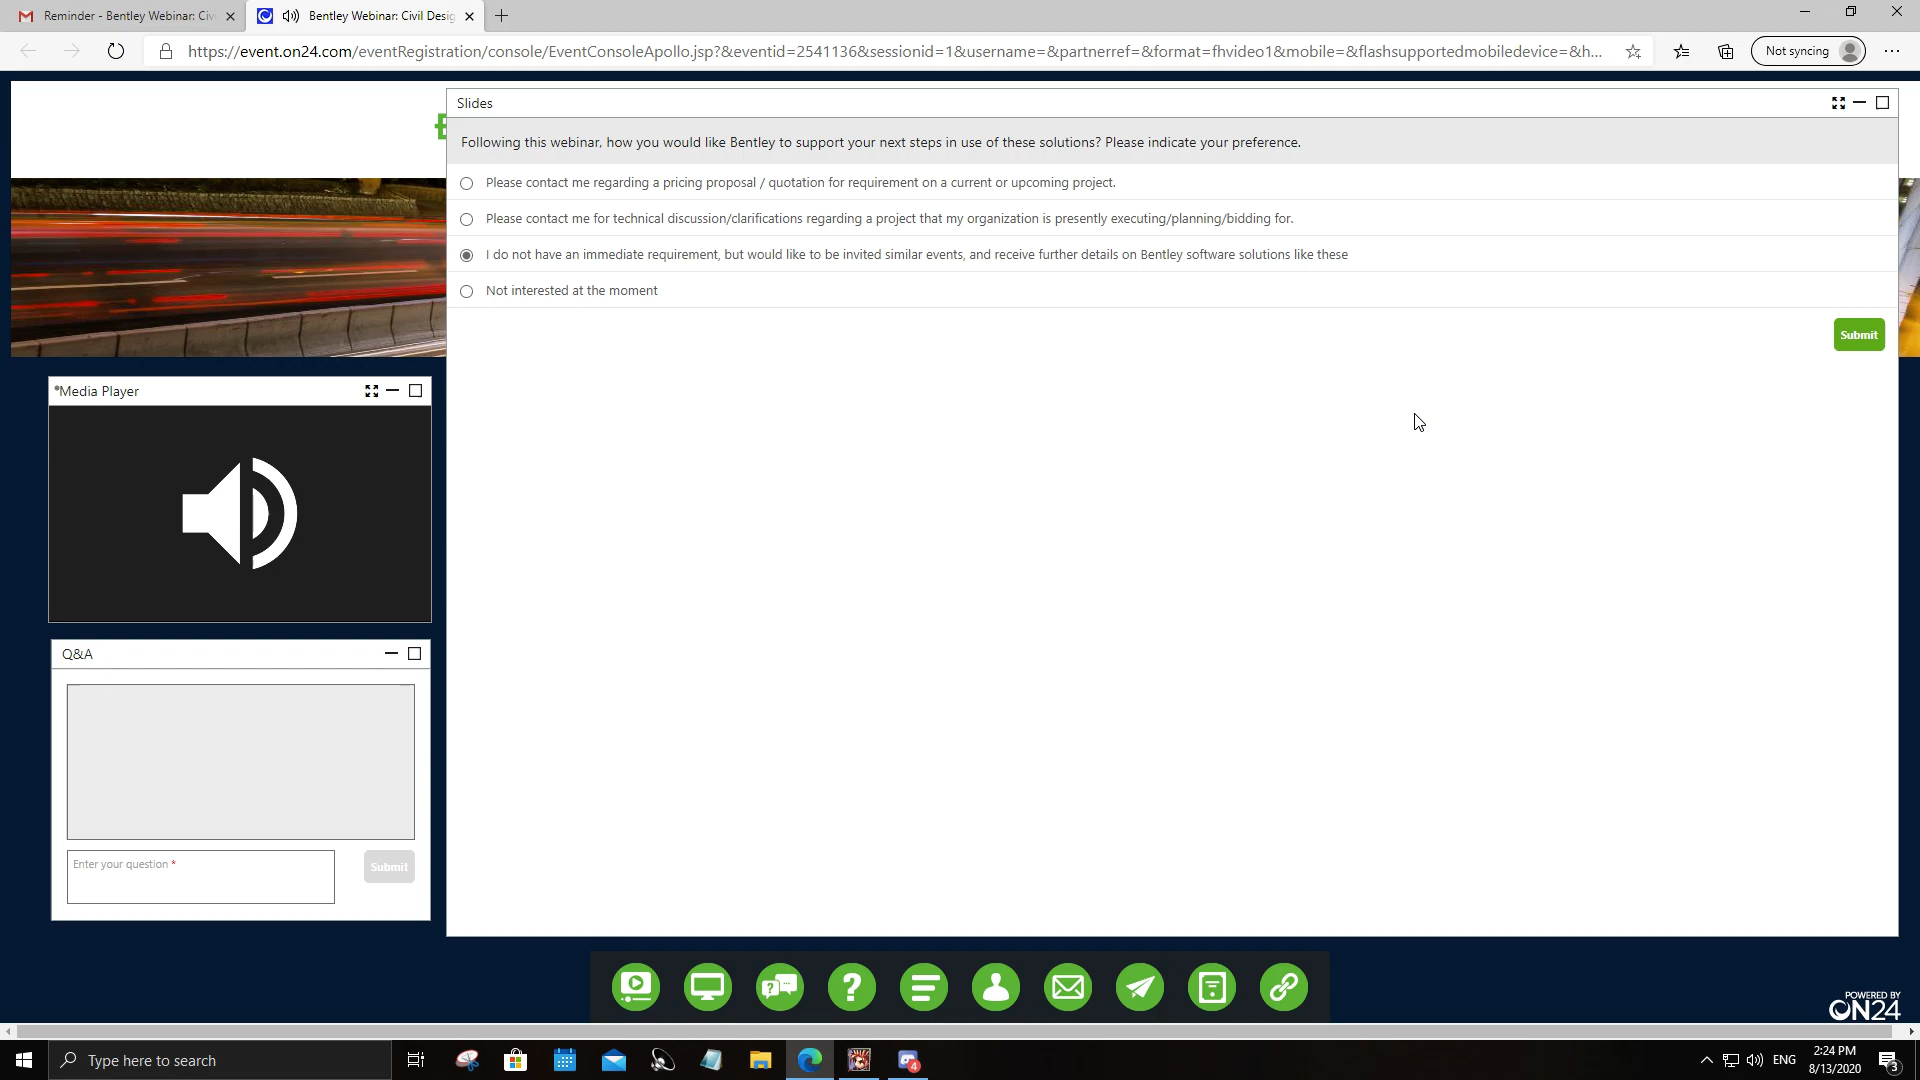 Reminder - Bentley Webinar: Civ
Bentley Webinar: Civil Desig
https://event.on24.com/eventRegistration/console/EventConsoleApollo.jsp?&eventid=2541136&sessionid=1&username=&partnerref=&format=fhvideo1&mobile=&flashsupportedmobiledevice=&h...
Not syncing
Slides
Following this webinar, how you would like Bentley to support your next steps in use of these solutions? Please indicate your preference.
Please contact me regarding a pricing proposal / quotation for requirement on a current or upcoming project.
Please contact me for technical discussion/clarifications regarding a project that my organization is presently executing/planning/bidding for.
I do not have an immediate requirement, but would like to be invited similar events, and receive further details on Bentley software solutions like these
Not interested at the moment
Submit
*Media Player
Q&A
Enter your question *
Submit
POWERED BY
ON24
Type here to search
4
ENG
2:24 PM
8/13/2020
3